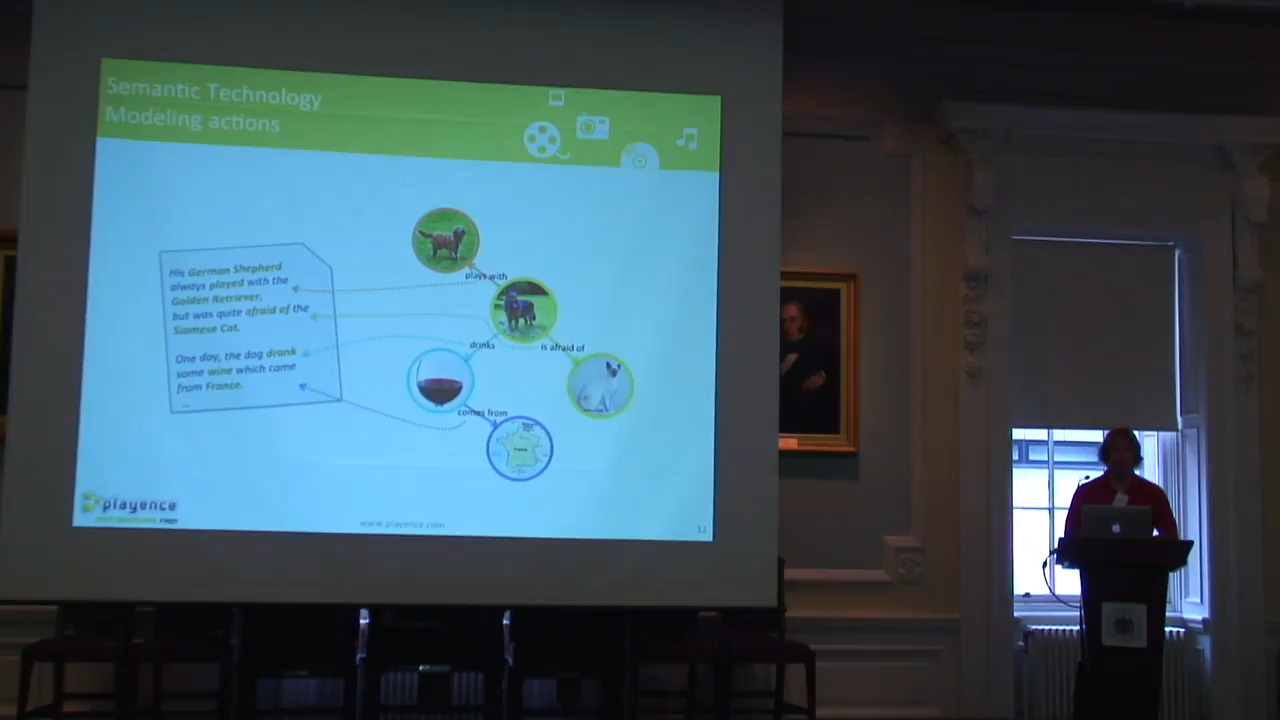 Semantic Technology
Modeling actions
His German Shepherd
always played with the
Golden Retriever,
but was quite afraid of the
Siamese Cat.
One day, the dog drank
some wine which came
from France.
...
plays with
drinks
is afraid of
comes from
France
playence
www.playence.com
12